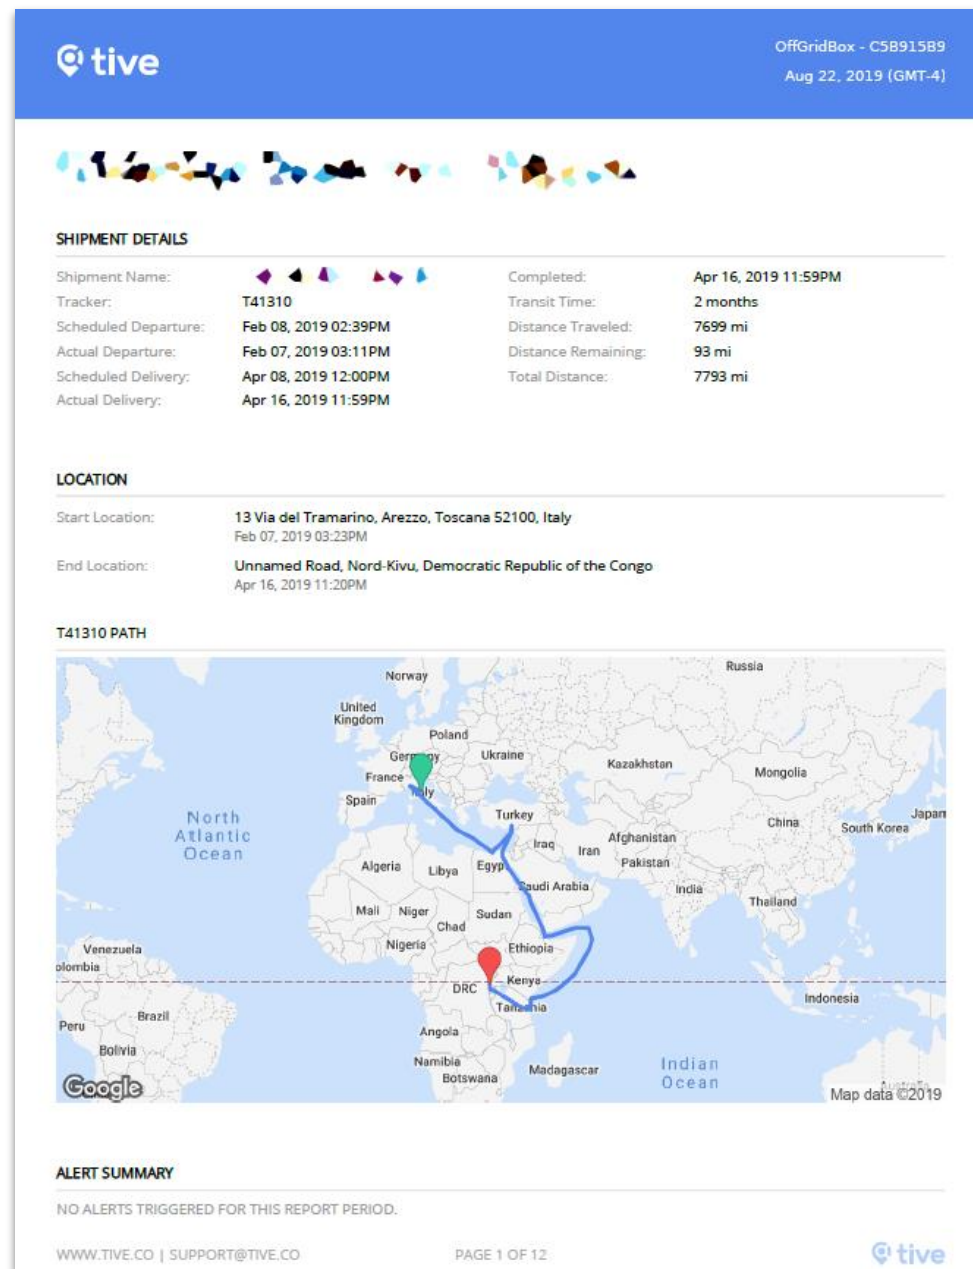 tive
OffGridBox - C5B915B9
Aug 22, 2019 (GMT-4)
SHIPMENT DETAILS
Shipment Name:
Tracker: T41310
Scheduled Departure: Feb 08, 2019 02:39PM
Actual Departure: Feb 07, 2019 03:11PM
Scheduled Delivery: Apr 08, 2019 12:00PM
Actual Delivery: Apr 16, 2019 11:59PM
Completed: Apr 16, 2019 11:59PM
Transit Time: 2 months
Distance Traveled: 7699 mi
Distance Remaining: 93 mi
Total Distance: 7793 mi
LOCATION
Start Location: 13 Via del Tramarino, Arezzo, Toscana 52100, Italy
Feb 07, 2019 03:23PM
End Location: Unnamed Road, Nord-Kivu, Democratic Republic of the Congo
Apr 16, 2019 11:20PM
T41310 PATH
Russia
Norway
United
Kingdom
Poland
Germany
Ukraine
Kazakhstan
Mongolia
France
Italy
Spain
Turkey
China
Japan
South Korea
North
Atlantic
Ocean
Afghanistan
Iraq
Iran
Pakistan
Algeria
Libya
Egypt
Saudi Arabia
India
Thailand
Mali
Niger
Chad
Sudan
Nigeria
Ethiopia
Venezuela
olombia
DRC
Kenya
Tanzania
Indonesia
Peru
Brazil
Angola
Bolivia
Namibia
Botswana
Madagascar
Indian
Ocean
Australia
Google
Map data ©2019
ALERT SUMMARY
NO ALERTS TRIGGERED FOR THIS REPORT PERIOD.
WWW.TIVE.CO | SUPPORT@TIVE.CO
PAGE 1 OF 12
tive